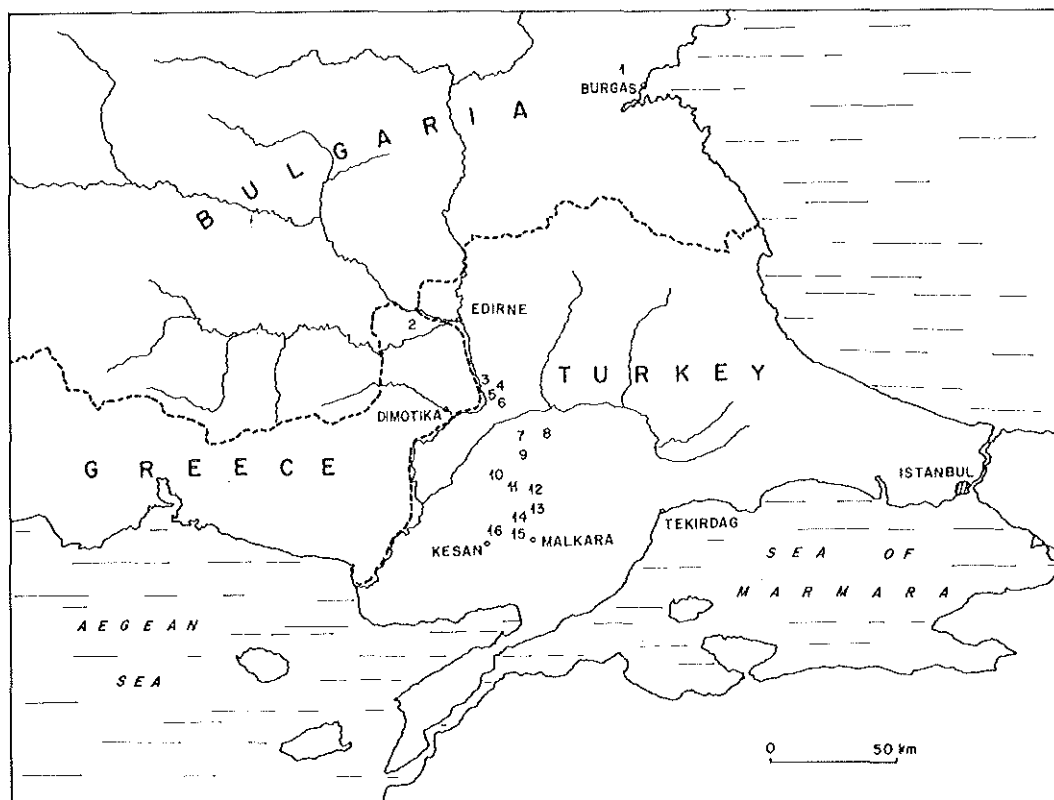 1
BURGAS
BULGARIA
EDIRNE
2
TURKEY
3
4
5
6
DIMOTIKA
7
8
9
GREECE
10
11
12
ISTANBUL
13
14
TEKIRDAG
16
15
KESAN
MALKARA
SEA OF
MARMARA
AEGEAN
SEA
0 50 km